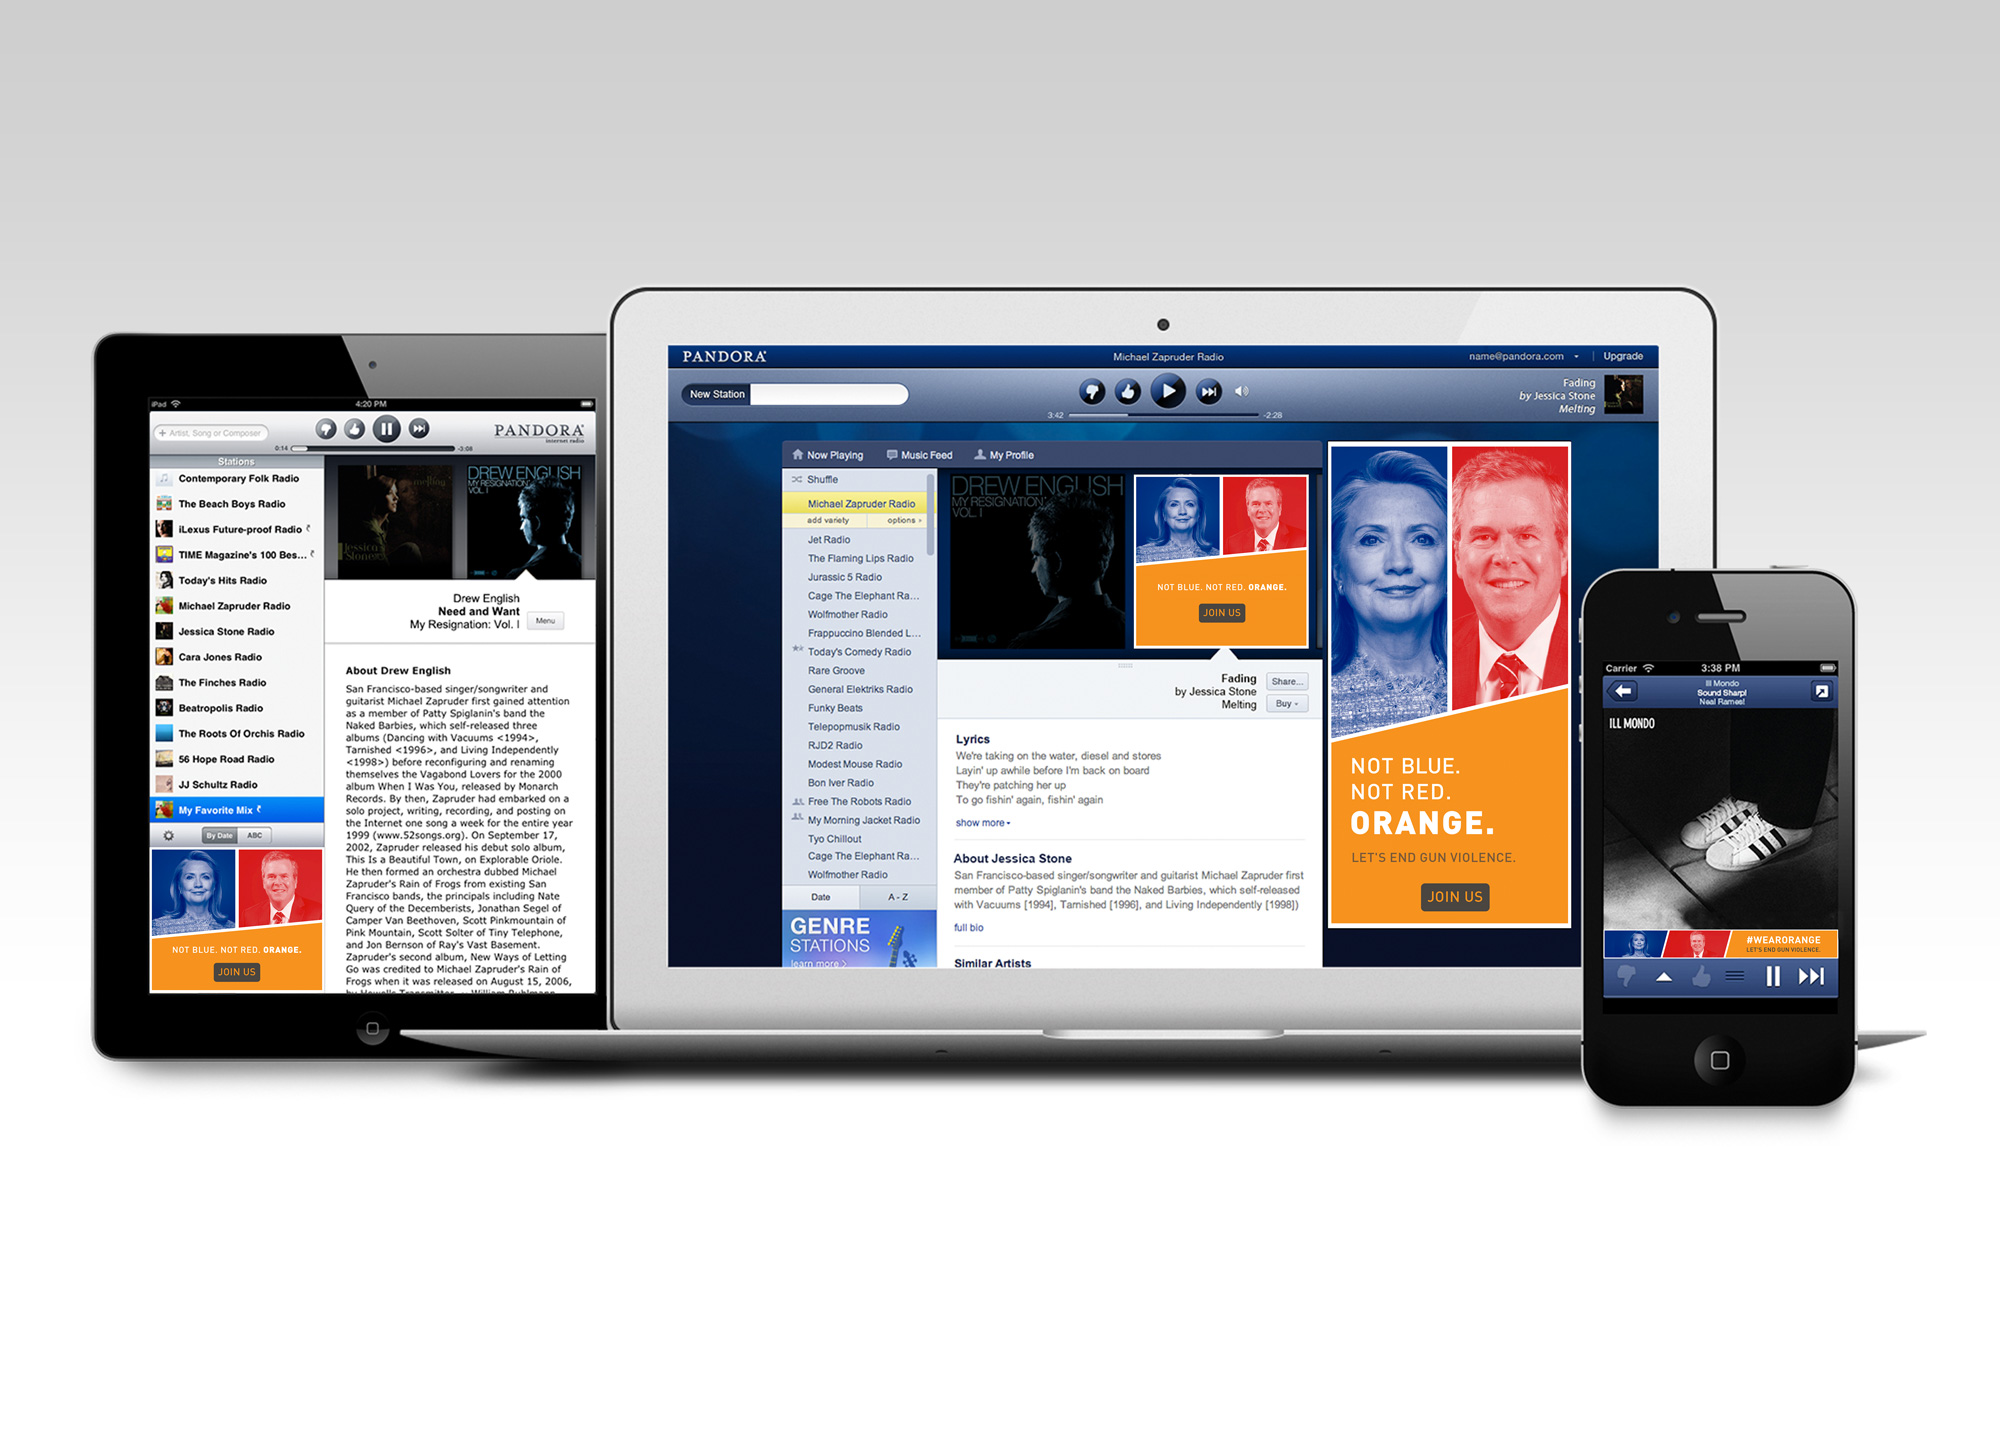 iPad
4:20 PM
Artist, Song or Composer
0:14
-3:08
PANDORA
internet radio
Stations
Contemporary Folk Radio
The Beach Boys Radio
iLexus Future-proof Radio
TIME Magazine's 100 Bes...
Today's Hits Radio
Michael Zapruder Radio
Jessica Stone Radio
Cara Jones Radio
The Finches Radio
Beatropolis Radio
The Roots Of Orchis Radio
56 Hope Road Radio
JJ Schultz Radio
My Favorite Mix
By Date
ABC
NOT BLUE. NOT RED. ORANGE.
JOIN US
melting
Jessica
Stone
DREW ENGLISH
MY RESIGNATION
VOL. I
Drew English
Need and Want
My Resignation: Vol. I
Menu
About Drew English
San Francisco-based singer/songwriter and
guitarist Michael Zapruder first gained attention
as a member of Patty Spiglanin's band the
Naked Barbies, which self-released three
albums (Dancing with Vacuums <1994>,
Tarnished <1996>, and Living Independently
<1998>) before reconfiguring and renaming
themselves the Vagabond Lovers for the 2000
album When I Was You, released by Monarch
Records. By then, Zapruder had embarked on a
solo project, writing, recording, and posting on
the Internet one song a week for the entire year
1999 (www.52songs.org). On September 17,
2002, Zapruder released his debut solo album,
This Is a Beautiful Town, on Explorable Oriole.
He then formed an orchestra dubbed Michael
Zapruder's Rain of Frogs from existing San
Francisco bands, the principals including Nate
Query of the Decemberists, Jonathan Segel of
Camper Van Beethoven, Scott Pinkmountain of
Pink Mountain, Scott Solter of Tiny Telephone,
and Jon Bernson of Ray's Vast Basement.
Zapruder's second album, New Ways of Letting
Go was credited to Michael Zapruder's Rain of
Frogs when it was released on August 15, 2006,
PANDORA
Michael Zapruder Radio
name@pandora.com
Upgrade
New Station
3:42
-2:28
Fading
by Jessica Stone
Melting
Now Playing
Music Feed
My Profile
Shuffle
Michael Zapruder Radio
add variety
options
Jet Radio
The Flaming Lips Radio
Jurassic 5 Radio
Cage The Elephant Ra...
Wolfmother Radio
Frappuccino Blended L...
Today's Comedy Radio
Rare Groove
General Elektriks Radio
Funky Beats
Telepopmusik Radio
RJD2 Radio
Modest Mouse Radio
Bon Iver Radio
Free The Robots Radio
My Morning Jacket Radio
Tyo Chillout
Cage The Elephant Ra...
Wolfmother Radio
Date
A - Z
GENRE
STATIONS
learn more >
DREW ENGLISH
MY RESIGNATION
VOL. I
NOT BLUE. NOT RED. ORANGE.
JOIN US
Fading
by Jessica Stone
Melting
Share...
Buy
Lyrics
We're taking on the water, diesel and stores
Layin' up awhile before I'm back on board
They're patching her up
To go fishin' again, fishin' again
show more
About Jessica Stone
San Francisco-based singer/songwriter and guitarist Michael Zapruder first
member of Patty Spiglanin's band the Naked Barbies, which self-released
with Vacuums [1994], Tarnished [1996], and Living Independently [1998])
full bio
Similar Artists
NOT BLUE.
NOT RED.
ORANGE.
LET'S END GUN VIOLENCE.
JOIN US
Carrier
3:38 PM
Ill Mondo
Sound Sharp!
Neal Rames!
ILL MONDO
#WEARORANGE
LET'S END GUN VIOLENCE.